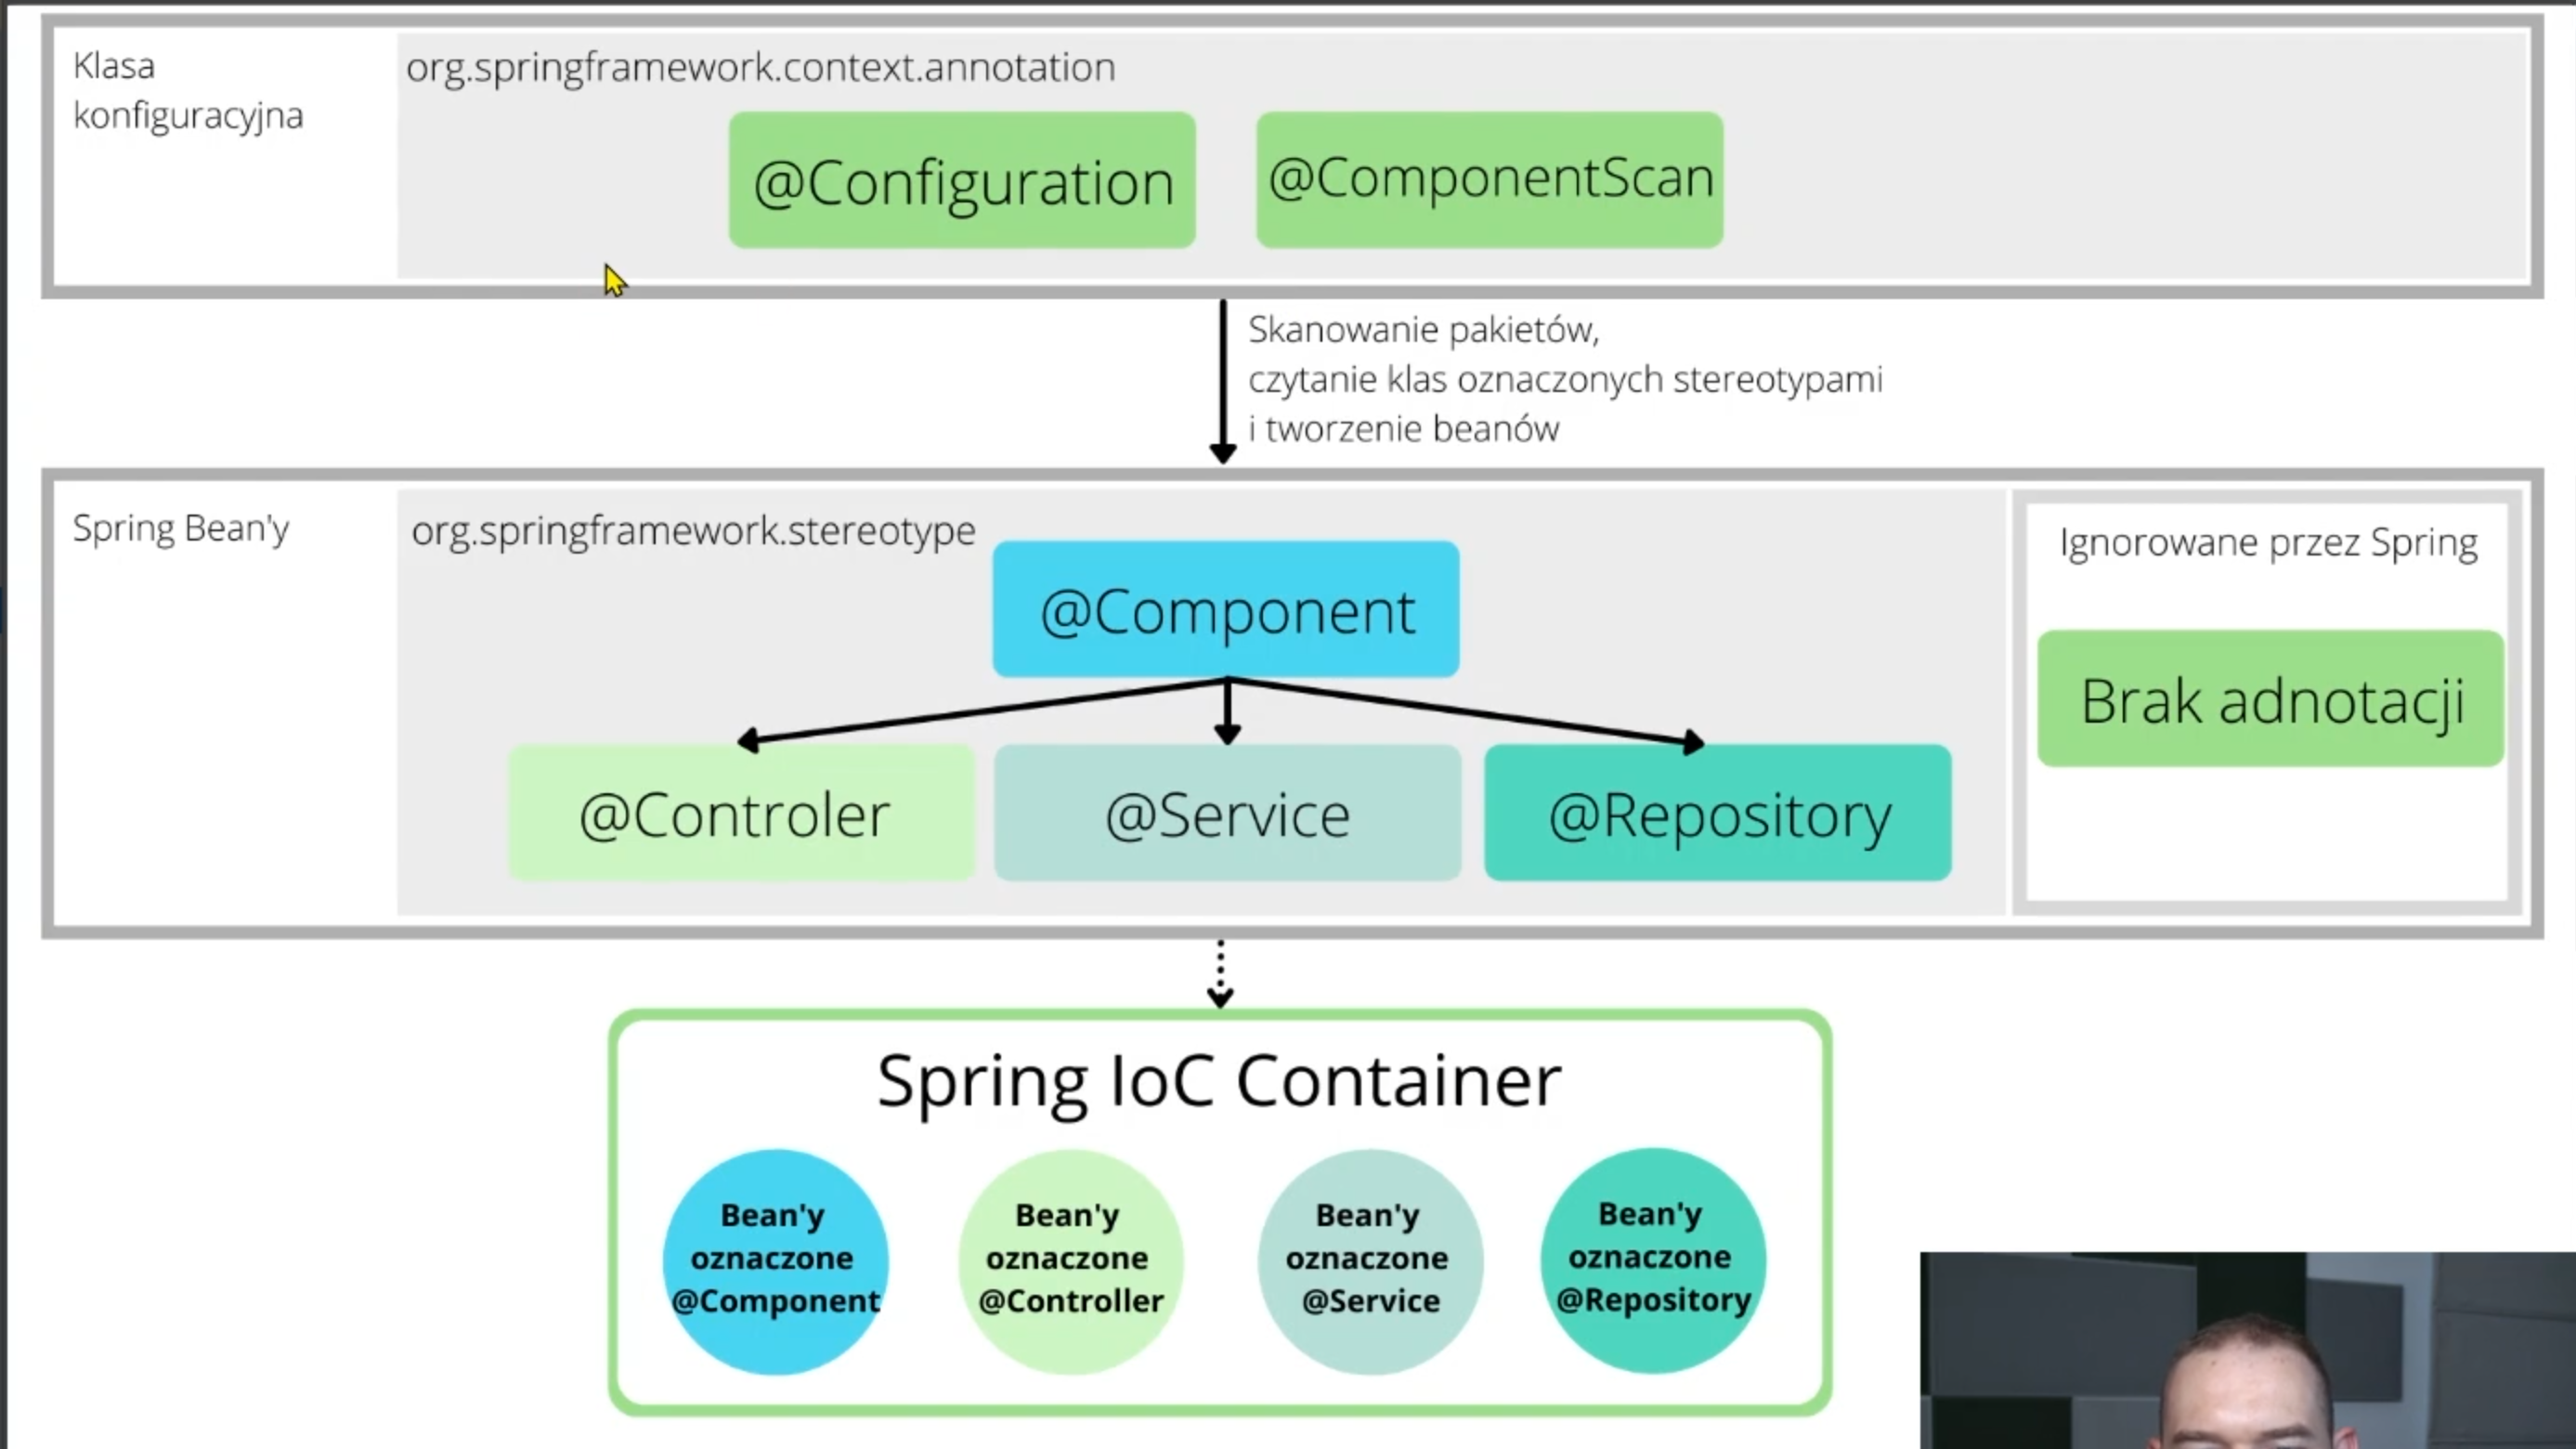 Klasa
konfiguracyjna
org.springframework.context.annotation
@Configuration
@ComponentScan
Skanowanie pakietów,
czytanie klas oznaczonych stereotypami
i tworzenie beanów
Spring Bean'y
org.springframework.stereotype
@Component
@Controler
@Service
@Repository
Ignorowane przez Spring
Brak adnotacji
Spring IoC Container
Bean'y
oznaczone
@Component
Bean'y
oznaczone
@Controller
Bean'y
oznaczone
@Service
Bean'y
oznaczone
@Repository